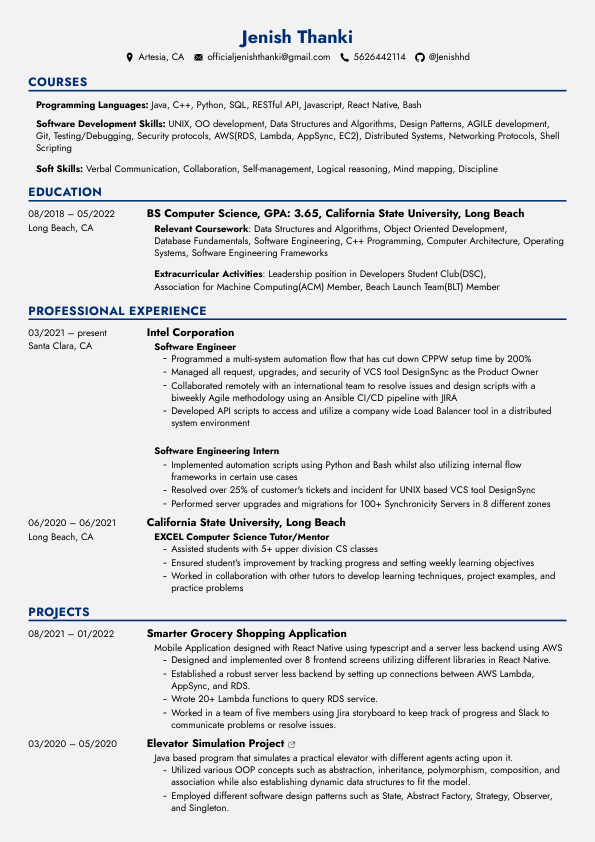 Jenish Thanki
Artesia, CA officialjenishthanki@gmail.com 5626442114 @Jenishhd
COURSES
Programming Languages: Java, C++, Python, SQL, RESTful API, Javascript, React Native, Bash
Software Development Skills: UNIX, OO development, Data Structures and Algorithms, Design Patterns, AGILE development,
Git, Testing/Debugging, Security protocols, AWS(RDS, Lambda, AppSync, EC2), Distributed Systems, Networking Protocols, Shell
Scripting
Soft Skills: Verbal Communication, Collaboration, Self-management, Logical reasoning, Mind mapping, Discipline
EDUCATION
08/2018 – 05/2022 BS Computer Science, GPA: 3.65, California State University, Long Beach
Long Beach, CA Relevant Coursework: Data Structures and Algorithms, Object Oriented Development,
Database Fundamentals, Software Engineering, C++ Programming, Computer Architecture, Operating
Systems, Software Engineering Frameworks
Extracurricular Activities: Leadership position in Developers Student Club(DSC),
Association for Machine Computing(ACM) Member, Beach Launch Team(BLT) Member
PROFESSIONAL EXPERIENCE
03/2021 – present Intel Corporation
Santa Clara, CA Software Engineer
– Programmed a multi-system automation flow that has cut down CPPW setup time by 200%
– Managed all request, upgrades, and security of VCS tool DesignSync as the Product Owner
– Collaborated remotely with an international team to resolve issues and design scripts with a
biweekly Agile methodology using an Ansible CI/CD pipeline with JIRA
– Developed API scripts to access and utilize a company wide Load Balancer tool in a distributed
system environment
Software Engineering Intern
– Implemented automation scripts using Python and Bash whilst also utilizing internal flow
frameworks in certain use cases
– Resolved over 25% of customer's tickets and incident for UNIX based VCS tool DesignSync
– Performed server upgrades and migrations for 100+ Synchronicity Servers in 8 different zones
06/2020 – 06/2021 California State University, Long Beach
Long Beach, CA EXCEL Computer Science Tutor/Mentor
– Assisted students with 5+ upper division CS classes
– Ensured student's improvement by tracking progress and setting weekly learning objectives
– Worked in collaboration with other tutors to develop learning techniques, project examples, and
practice problems
PROJECTS
08/2021 – 01/2022 Smarter Grocery Shopping Application
Mobile Application designed with React Native using typescript and a server less backend using AWS
– Designed and implemented over 8 frontend screens utilizing different libraries in React Native.
– Established a robust server less backend by setting up connections between AWS Lambda,
AppSync, and RDS.
– Wrote 20+ Lambda functions to query RDS service.
– Worked in a team of five members using Jira storyboard to keep track of progress and Slack to
communicate problems or resolve issues.
03/2020 – 05/2020 Elevator Simulation Project
Java based program that simulates a practical elevator with different agents acting upon it.
– Utilized various OOP concepts such as abstraction, inheritance, polymorphism, composition, and
association while also establishing dynamic data structures to fit the model.
– Employed different software design patterns such as State, Abstract Factory, Strategy, Observer,
and Singleton.